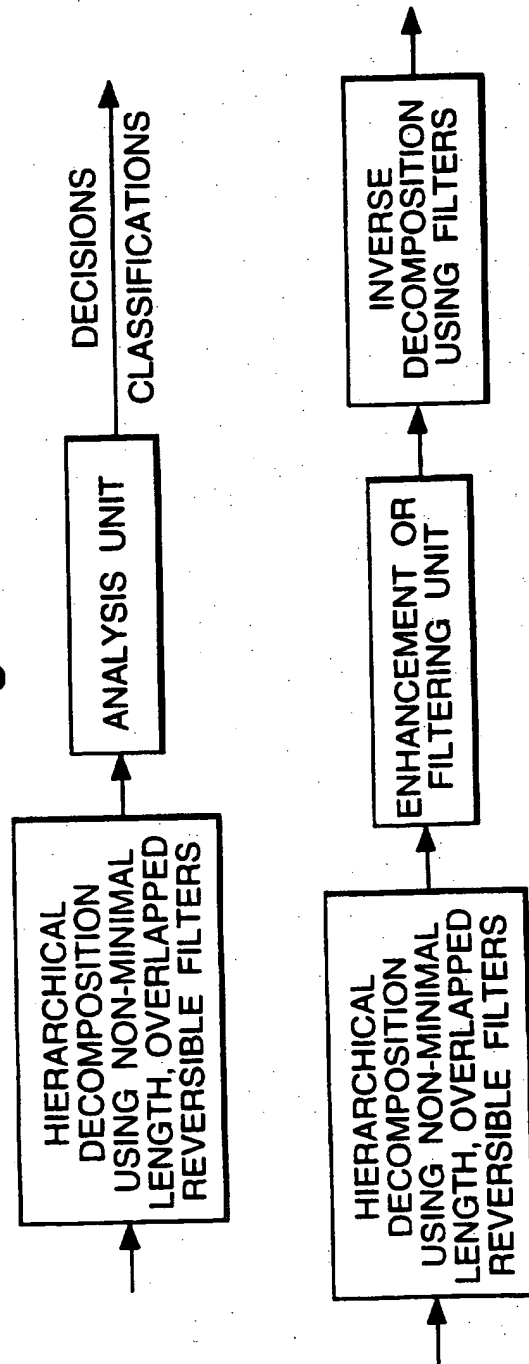 HIERARCHICAL
DECOMPOSITION
USING NON-MINIMAL
LENGTH, OVERLAPPED
REVERSIBLE FILTERS
ANALYSIS UNIT
DECISIONS
CLASSIFICATIONS
HIERARCHICAL
DECOMPOSITION
USING NON-MINIMAL
LENGTH, OVERLAPPED
REVERSIBLE FILTERS
ENHANCEMENT OR
FILTERING UNIT
INVERSE
DECOMPOSITION
USING FILTERS